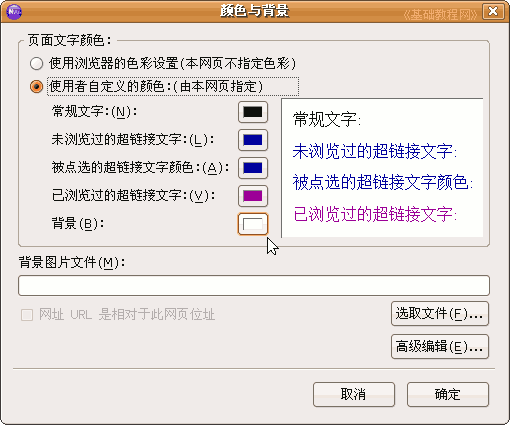 颜色与背景
《基础教程网》
页面文字颜色:
使用浏览器的色彩设置(本网页不指定色彩)
使用者自定义的颜色:(由本网页指定)
常规文字:(N):
未浏览过的超链接文字:(L):
被点选的超链接文字颜色:(A):
已浏览过的超链接文字:(V):
背景(B):
常规文字:
未浏览过的超链接文字:
被点选的超链接文字颜色:
已浏览过的超链接文字:
背景图片文件(M):
网址 URL 是相对于此网页位址
选取文件(F)...
高级编辑(E)...
取消
确定